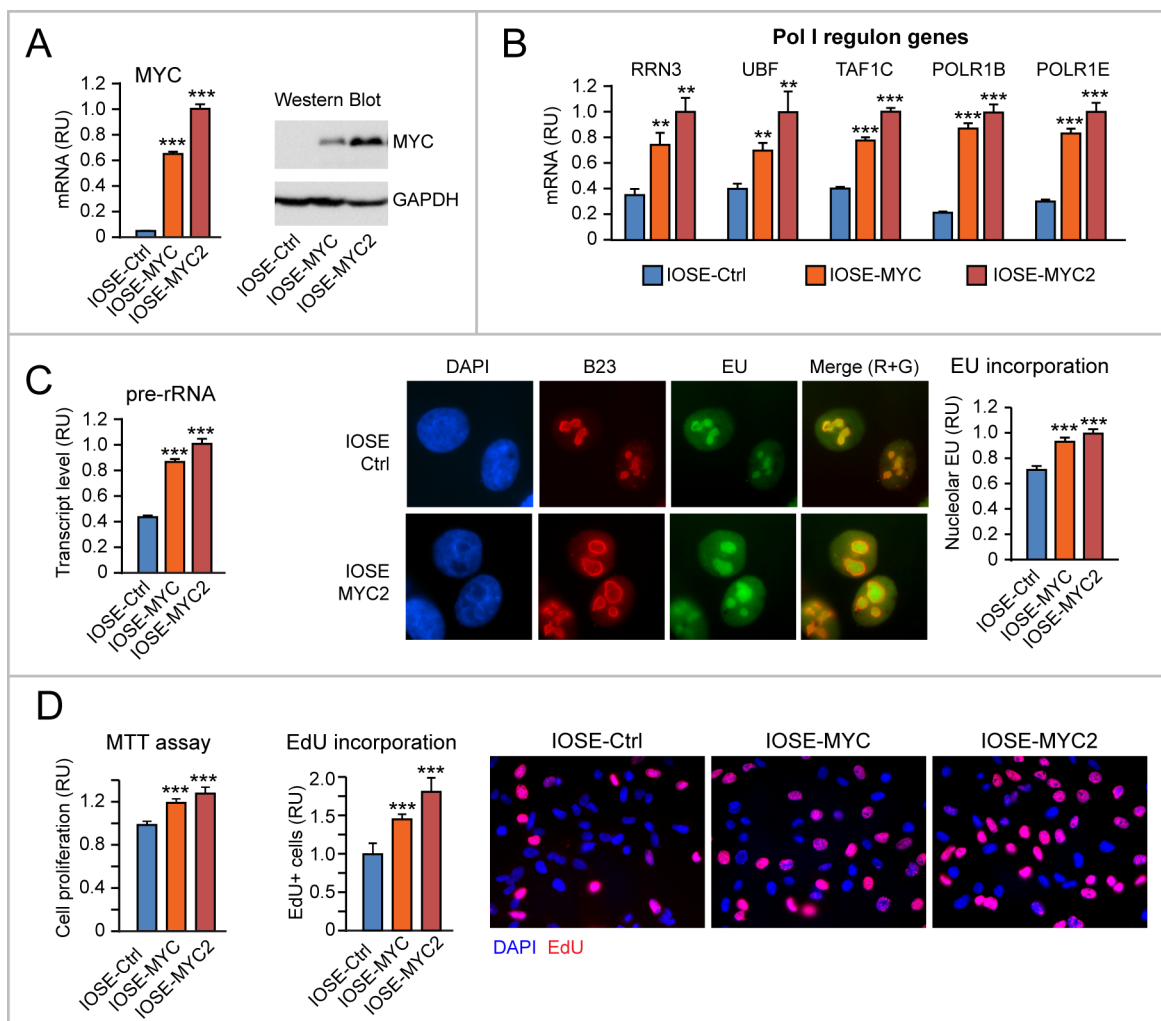 A
MYC
mRNA (RU)
1.2
1.0
0.8
0.6
0.4
0.2
0
***
***
IOSE-Ctrl
IOSE-MYC
IOSE-MYC2
Western Blot
MYC
GAPDH
IOSE-Ctrl
IOSE-MYC
IOSE-MYC2
B
Pol I regulon genes
RRN3 UBF TAF1C POLR1B POLR1E
mRNA (RU)
1.2
1.0
0.8
0.6
0.4
0.2
0
** ** ** ** *** *** *** *** *** ***
IOSE-Ctrl IOSE-MYC IOSE-MYC2
C
pre-rRNA
Transcript level (RU)
1.2
1.0
0.8
0.6
0.4
0.2
0
***
***
IOSE-Ctrl
IOSE-MYC
IOSE-MYC2
DAPI B23 EU Merge (R+G)
IOSE
Ctrl
IOSE
MYC2
EU incorporation
Nucleolar EU (RU)
1.2
1.0
0.8
0.6
0.4
0.2
0
***
***
IOSE-Ctrl
IOSE-MYC
IOSE-MYC2
D
MTT assay
Cell proliferation (RU)
1.2
0.8
0.4
0
***
***
IOSE-Ctrl
IOSE-MYC
IOSE-MYC2
EdU incorporation
EdU+ cells (RU)
2.0
1.5
1.0
0.5
0
***
***
IOSE-Ctrl
IOSE-MYC
IOSE-MYC2
IOSE-Ctrl IOSE-MYC IOSE-MYC2
DAPI EdU